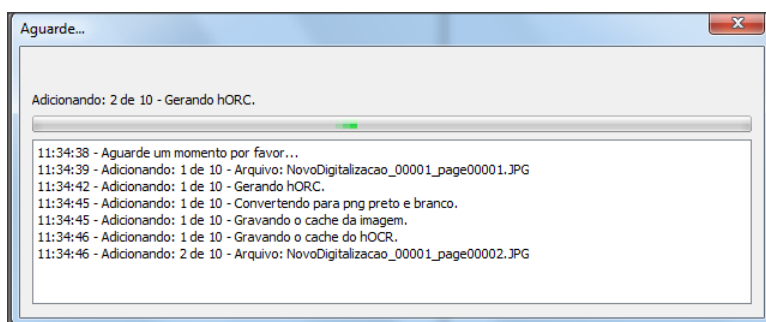 Aguarde...
Adicionando: 2 de 10 - Gerando hORC.
11:34:38 - Aguarde um momento por favor...
11:34:39 - Adicionando: 1 de 10 - Arquivo: NovoDigitalizacao_00001_page00001.JPG
11:34:42 - Adicionando: 1 de 10 - Gerando hORC.
11:34:45 - Adicionando: 1 de 10 - Convertendo para png preto e branco.
11:34:45 - Adicionando: 1 de 10 - Gravando o cache da imagem.
11:34:46 - Adicionando: 1 de 10 - Gravando o cache do hOCR.
11:34:46 - Adicionando: 2 de 10 - Arquivo: NovoDigitalizacao_00001_page00002.JPG